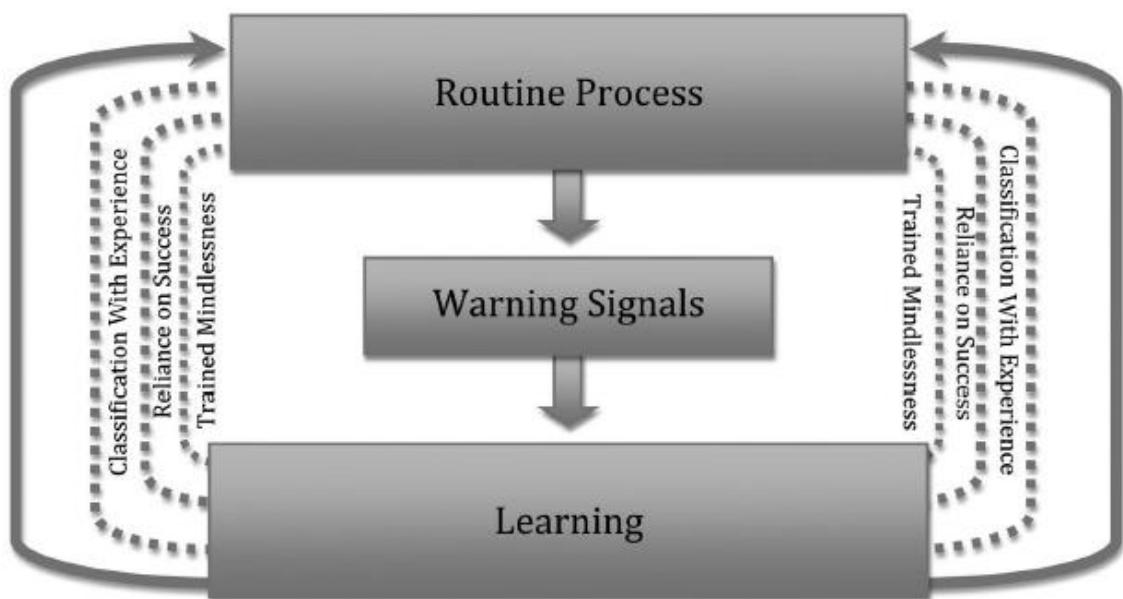 Routine Process
Classification With Experience
Reliance on Success
Trained Mindlessness
Trained Mindlessness
Reliance on Success
Classification With Experience
Warning Signals
Learning